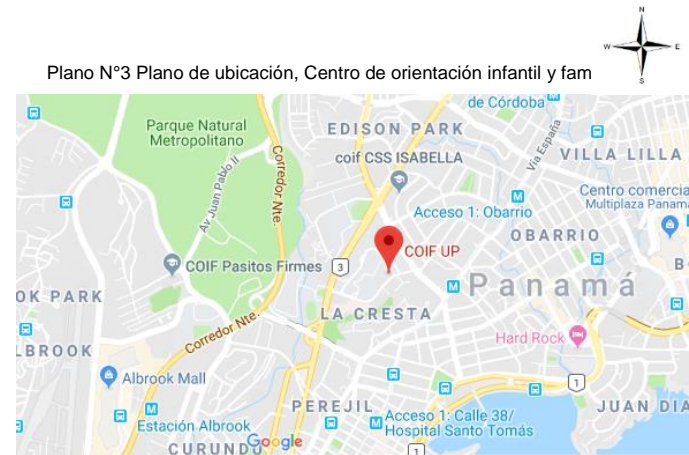 N
W
E
S
Plano N°3 Plano de ubicación, Centro de orientación infantil y fam
de Córdoba
Parque Natural
Metropolitano
EDISON PARK
Vía España
VILLA LILLA
coif CSS ISABELLA
Av. Juan Pablo II
Corredor Nte.
Centro comercia
Multiplaza Panam
Acceso 1: Obarrio
OBARRIO
COIF UP
COIF Pasitos Firmes
3
B
Panamá
OK PARK
LA CRESTA
Corredor Nte.
Hard Rock
LBROOK
Albrook Mall
1
PEREJIL
JUAN DIA
Acceso 1: Calle 38/
Hospital Santo Tomás
Estación Albrook
Google
CURUNDÚ
1